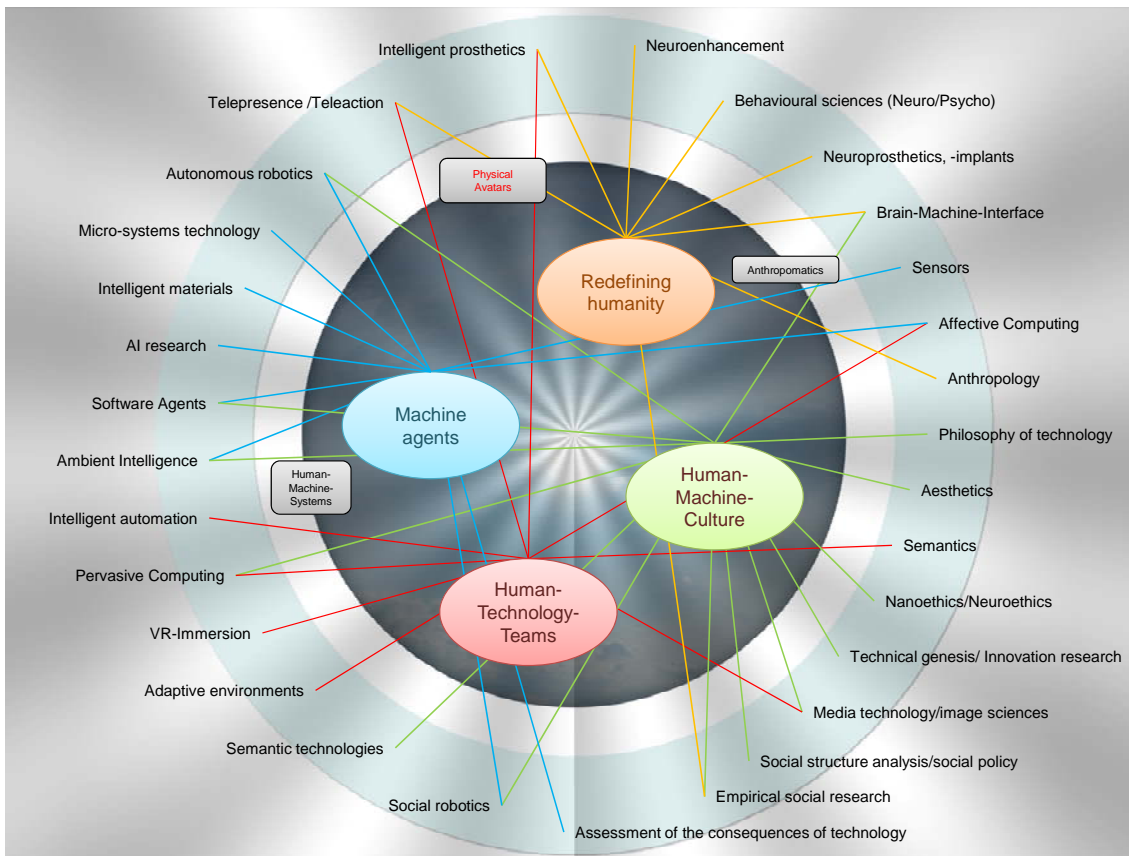 Intelligent prosthetics
Neuroenhancement
Telepresence /Teleaction
Behavioural sciences (Neuro/Psycho)
Autonomous robotics
Physical
Avatars
Neuroprosthetics, -implants
Micro-systems technology
Brain-Machine-Interface
Anthropomatics
Sensors
Intelligent materials
Redefining
humanity
Affective Computing
AI research
Anthropology
Software Agents
Machine
agents
Philosophy of technology
Ambient Intelligence
Human-
Machine-
Systems
Human-
Machine-
Culture
Aesthetics
Intelligent automation
Semantics
Pervasive Computing
Human-
Technology-
Teams
Nanoethics/Neuroethics
VR-Immersion
Technical genesis/ Innovation research
Adaptive environments
Media technology/image sciences
Semantic technologies
Social structure analysis/social policy
Social robotics
Empirical social research
Assessment of the consequences of technology